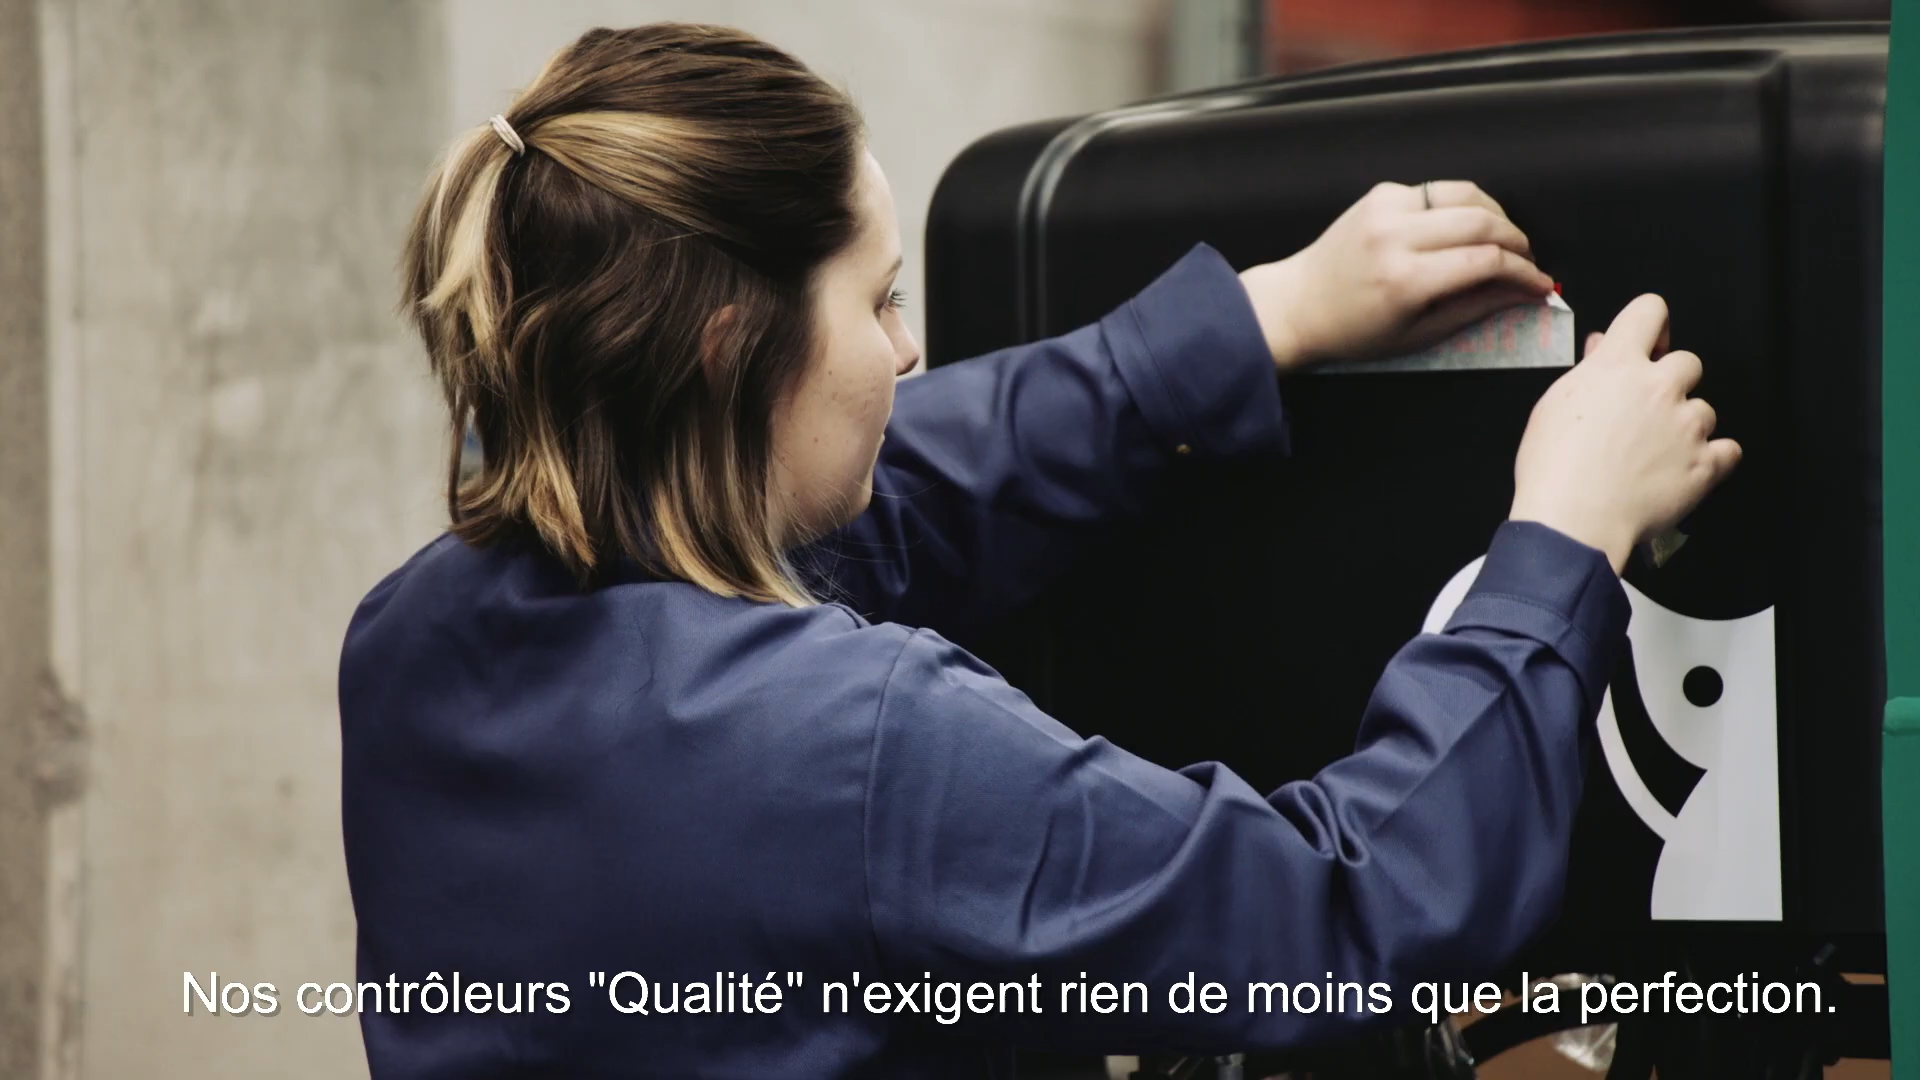 Nos contrôleurs "Qualité" n'exigent rien de moins que la perfection.